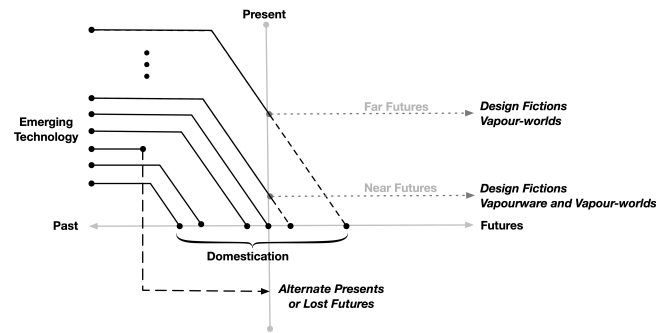 Present
Far Futures
Design Fictions
Vapour-worlds
Emerging
Technology
Near Futures
Design Fictions
Vapourware and Vapour-worlds
Past
Futures
Domestication
Alternate Presents
or Lost Futures